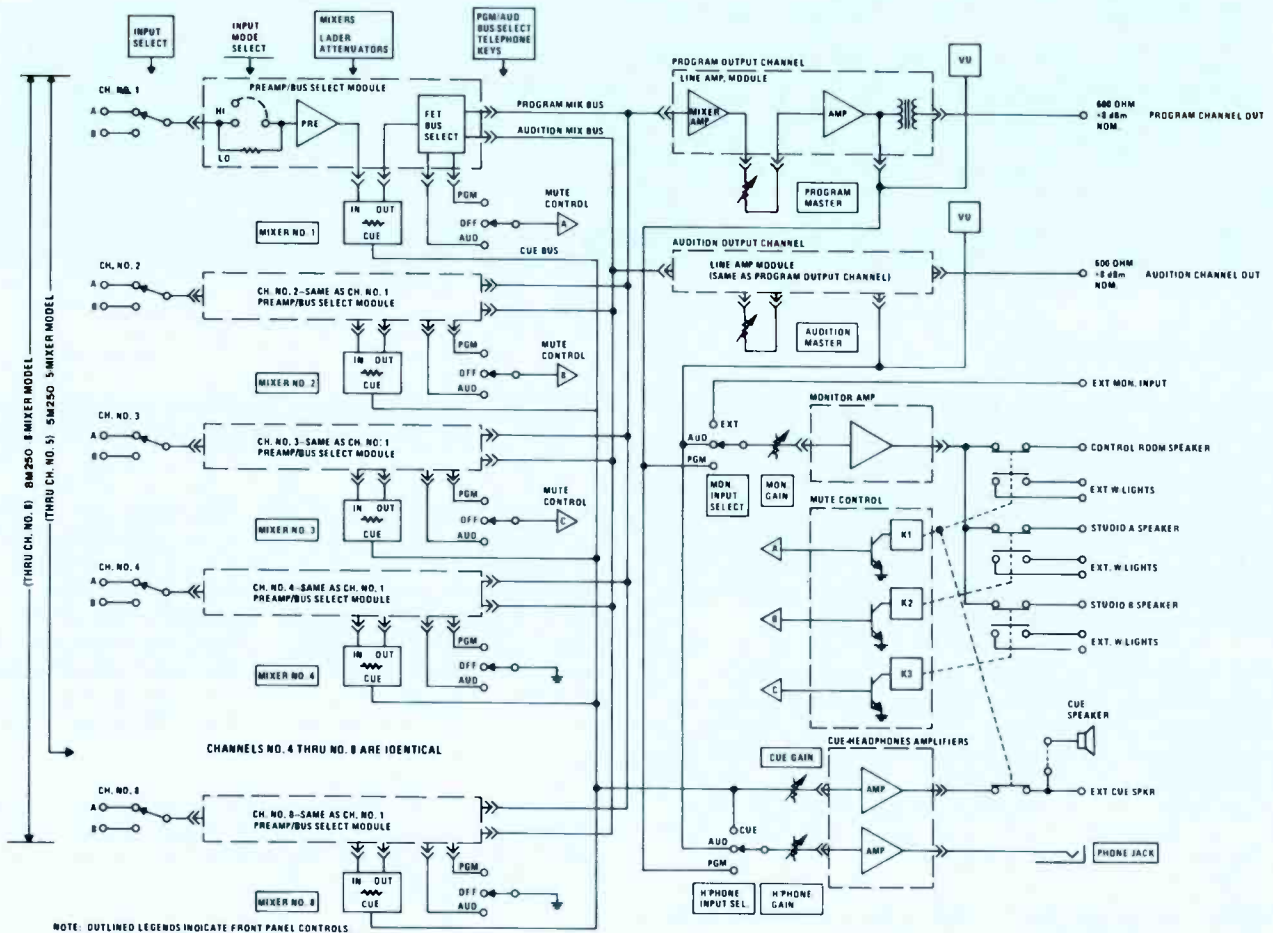 INPUT
SELECT
INPUT
MODE
SELECT
MIXERS
LADER
ATTENUATORS
PGM/AUD
BUS SELECT
TELEPHONE
KEYS
CH. NO. 1
A
B
HI
LO
PREAMP/BUS SELECT MODULE
PRE
FET
BUS
SELECT
PROGRAM MIX BUS
AUDITION MIX BUS
IN OUT
CUE
MIXER NO. 1
PGM
OFF
AUD
MUTE
CONTROL
A
CUE BUS
CH. NO. 2
A
B
CH. NO. 2-SAME AS CH. NO. 1
PREAMP/BUS SELECT MODULE
IN OUT
CUE
MIXER NO. 2
PGM
OFF
AUD
MUTE
CONTROL
B
CH. NO. 3
A
B
CH. NO. 3-SAME AS CH. NO. 1
PREAMP/BUS SELECT MODULE
IN OUT
CUE
MIXER NO. 3
PGM
OFF
AUD
MUTE
CONTROL
C
CH. NO. 4
A
B
CH. NO. 4-SAME AS CH. NO. 1
PREAMP/BUS SELECT MODULE
IN OUT
CUE
MIXER NO. 4
PGM
OFF
AUD
CHANNELS NO. 4 THRU NO. 8 ARE IDENTICAL
CH. NO. 8
A
B
CH. NO. 8-SAME AS CH. NO. 1
PREAMP/BUS SELECT MODULE
IN OUT
CUE
MIXER NO. 8
PGM
OFF
AUD
(THRU CH. NO. 8) 8M250 8-MIXER MODEL
(THRU CH. NO. 5) 5M250 5-MIXER MODEL
NOTE: OUTLINED LEGENDS INDICATE FRONT PANEL CONTROLS
PROGRAM OUTPUT CHANNEL
LINE AMP, MODULE
MIXER
AMP
AMP
PROGRAM
MASTER
VU
600 OHM
+8 dBm
NOM.
PROGRAM CHANNEL OUT
AUDITION OUTPUT CHANNEL
LINE AMP MODULE
(SAME AS PROGRAM OUTPUT CHANNEL)
AUDITION
MASTER
VU
600 OHM
+8 dBm
NOM.
AUDITION CHANNEL OUT
EXT MON. INPUT
EXT
AUD
PGM
MON.
INPUT
SELECT
MON.
GAIN
MONITOR AMP
CONTROL ROOM SPEAKER
EXT W-LIGHTS
STUDIO A SPEAKER
EXT. W-LIGHTS
STUDIO B SPEAKER
EXT. W-LIGHTS
MUTE CONTROL
A
K1
B
K2
C
K3
CUE-HEADPHONES AMPLIFIERS
CUE GAIN
AMP
CUE
SPEAKER
EXT CUE SPKR
CUE
AUD
PGM
H'PHONE
INPUT SEL.
H'PHONE
GAIN
AMP
PHONE JACK